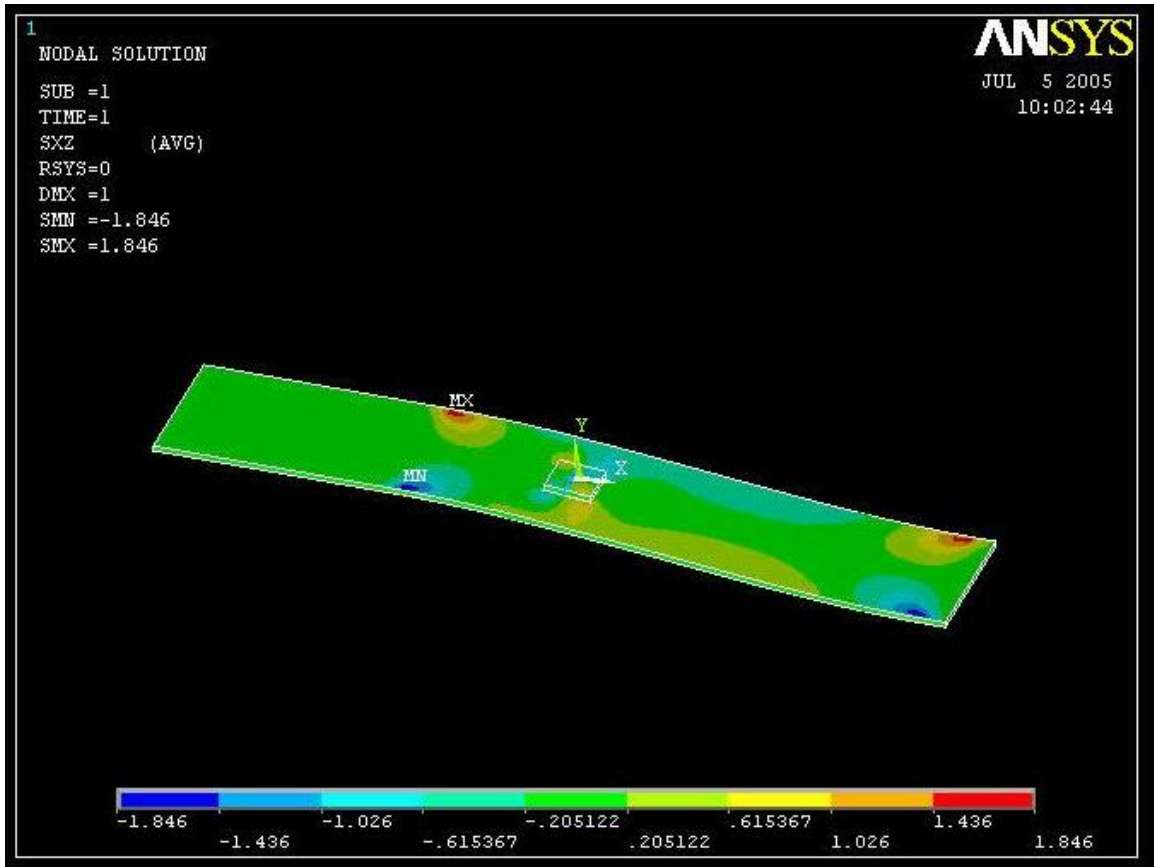 1
NODAL SOLUTION
SUB =1
TIME=1
SXZ (AVG)
RSYS=0
DMX =1
SMN =-1.846
SMX =1.846
ANSYS
JUL 5 2005
10:02:44
MX
Y
X
MN
-1.846 -1.026 -.205122 .615367 1.436
-1.436 -.615367 .205122 1.026 1.846